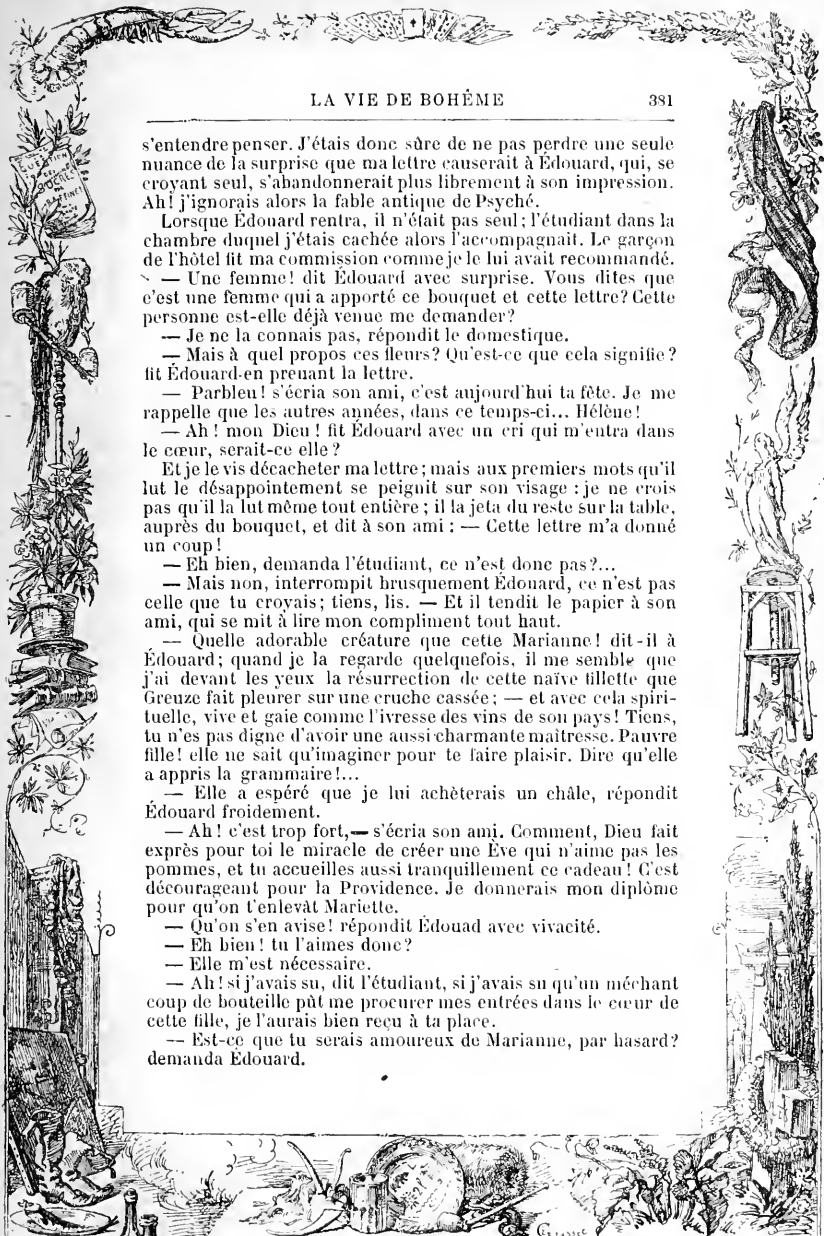 LA VIE DE BOHÊME 381
s'entendre penser. J'étais donc sûre de ne pas perdre une seule
nuance de la surprise que ma lettre causerait à Édouard, qui, se
croyant seul, s'abandonnerait plus librement à son impression.
Ah! j'ignorais alors la fable antique de Psyché.
Lorsque Édouard rentra, il n'était pas seul; l'étudiant dans la
chambre duquel j'étais cachée alors l'accompagnait. Le garçon
de l'hôtel fit ma commission comme je le lui avait recommandé.
— Une femme! dit Édouard avec surprise. Vous dites que
c'est une femme qui a apporté ce bouquet et cette lettre? Cette
personne est-elle déjà venue me demander?
— Je ne la connais pas, répondit le domestique.
— Mais à quel propos ces fleurs? Qu'est-ce que cela signifie?
fit Édouard-en prenant la lettre.
— Parbleu! s'écria son ami, c'est aujourd'hui ta fête. Je me
rappelle que les autres années, dans ce temps-ci... Hélène!
— Ah! mon Dieu! fit Édouard avec un cri qui m'entra dans
le cœur, serait-ce elle?
Et je le vis décacheter ma lettre; mais aux premiers mots qu'il
lut le désappointement se peignit sur son visage : je ne crois
pas qu'il la lut même tout entière; il la jeta du reste sur la table,
auprès du bouquet, et dit à son ami : — Cette lettre m'a donné
un coup!
— Eh bien, demanda l'étudiant, ce n'est donc pas?...
— Mais non, interrompit brusquement Édouard, ce n'est pas
celle que tu croyais; tiens, lis. — Et il tendit le papier à son
ami, qui se mit à lire mon compliment tout haut.
— Quelle adorable créature que cette Marianne! dit-il à
Édouard; quand je la regarde quelquefois, il me semble que
j'ai devant les yeux la résurrection de cette naïve fillette que
Greuze fait pleurer sur une cruche cassée; — et avec cela spiri-
tuelle, vive et gaie comme l'ivresse des vins de son pays! Tiens,
tu n'es pas digne d'avoir une aussi charmante maîtresse. Pauvre
fille! elle ne sait qu'imaginer pour te faire plaisir. Dire qu'elle
a appris la grammaire!...
— Elle a espéré que je lui achèterais un châle, répondit
Édouard froidement.
— Ah! c'est trop fort,— s'écria son ami. Comment, Dieu fait
exprès pour toi le miracle de créer une Ève qui n'aime pas les
pommes, et tu accueilles aussi tranquillement ce cadeau! C'est
décourageant pour la Providence. Je donnerais mon diplôme
pour qu'on t'enlevât Mariette.
— Qu'on s'en avise! répondit Édouad avec vivacité.
— Eh bien! tu l'aimes donc?
— Elle m'est nécessaire.
— Ah! si j'avais su, dit l'étudiant, si j'avais su qu'un méchant
coup de bouteille pût me procurer mes entrées dans le cœur de
cette fille, je l'aurais bien reçu à ta place.
— Est-ce que tu serais amoureux de Marianne, par hasard?
demanda Édouard.